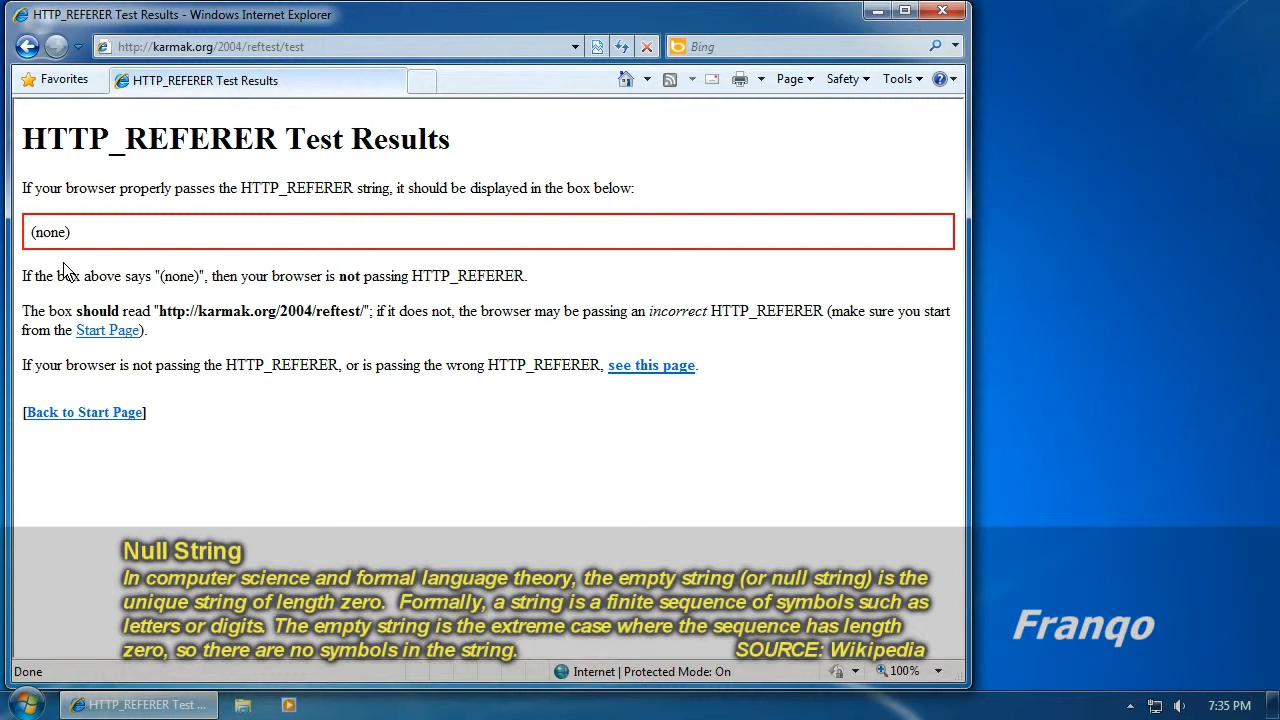 HTTP_REFERER Test Results - Windows Internet Explorer
http://karmak.org/2004/reftest/test
Bing
Favorites
HTTP_REFERER Test Results
Page
Safety
Tools
HTTP_REFERER Test Results
If your browser properly passes the HTTP_REFERER string, it should be displayed in the box below:
(none)
If the box above says "(none)", then your browser is not passing HTTP_REFERER.
The box should read "http://karmak.org/2004/reftest/"; if it does not, the browser may be passing an incorrect HTTP_REFERER (make sure you start
from the Start Page).
If your browser is not passing the HTTP_REFERER, or is passing the wrong HTTP_REFERER, see this page.
[Back to Start Page]
Null String
In computer science and formal language theory, the empty string (or null string) is the
unique string of length zero. Formally, a string is a finite sequence of symbols such as
letters or digits. The empty string is the extreme case where the sequence has length
zero, so there are no symbols in the string. SOURCE: Wikipedia
Franqo
Done
Internet | Protected Mode: On
100%
HTTP_REFERER Test ...
7:35 PM